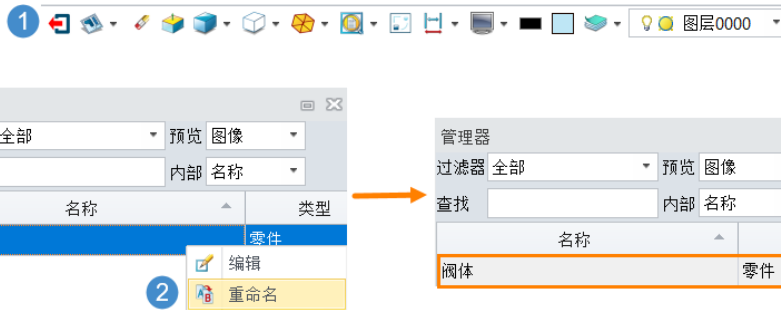 1 图层0000
全部 预览 图像
内部 名称
名称 类型
零件
编辑
2 重命名
管理器
过滤器 全部 预览 图像
查找 内部 名称
名称
阀体 零件